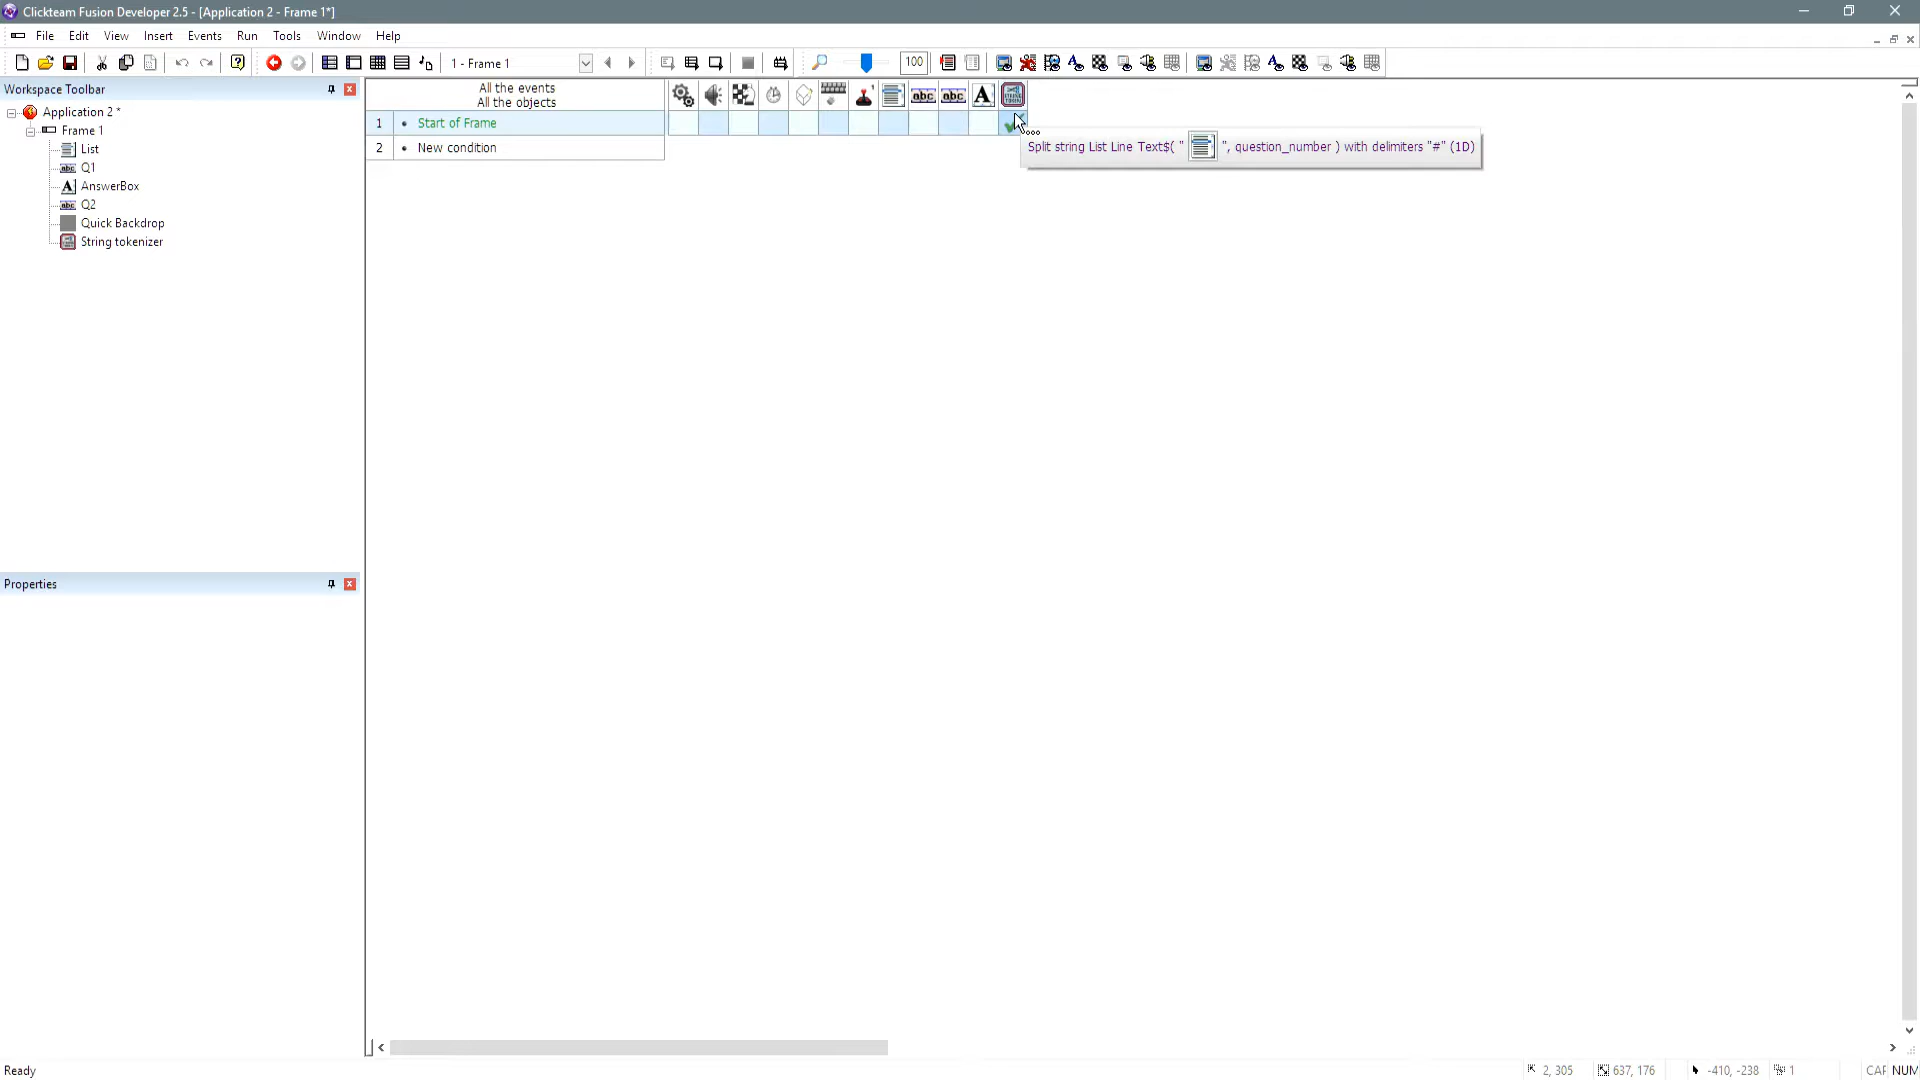 Clickteam Fusion Developer 2.5 - [Application 2 - Frame 1*]
File Edit View Insert Events Run Tools Window Help
1 - Frame 1
100
Workspace Toolbar
Application 2 *
Frame 1
List
Q1
AnswerBox
Q2
Quick Backdrop
String tokenizer
Properties
All the events
All the objects
abc abc A
1 • Start of Frame
2 • New condition
Split string List Line Text$( " ", question_number ) with delimiters "#" (1D)
Ready
2, 305 637, 176 -410, -238 1 CAP NUM